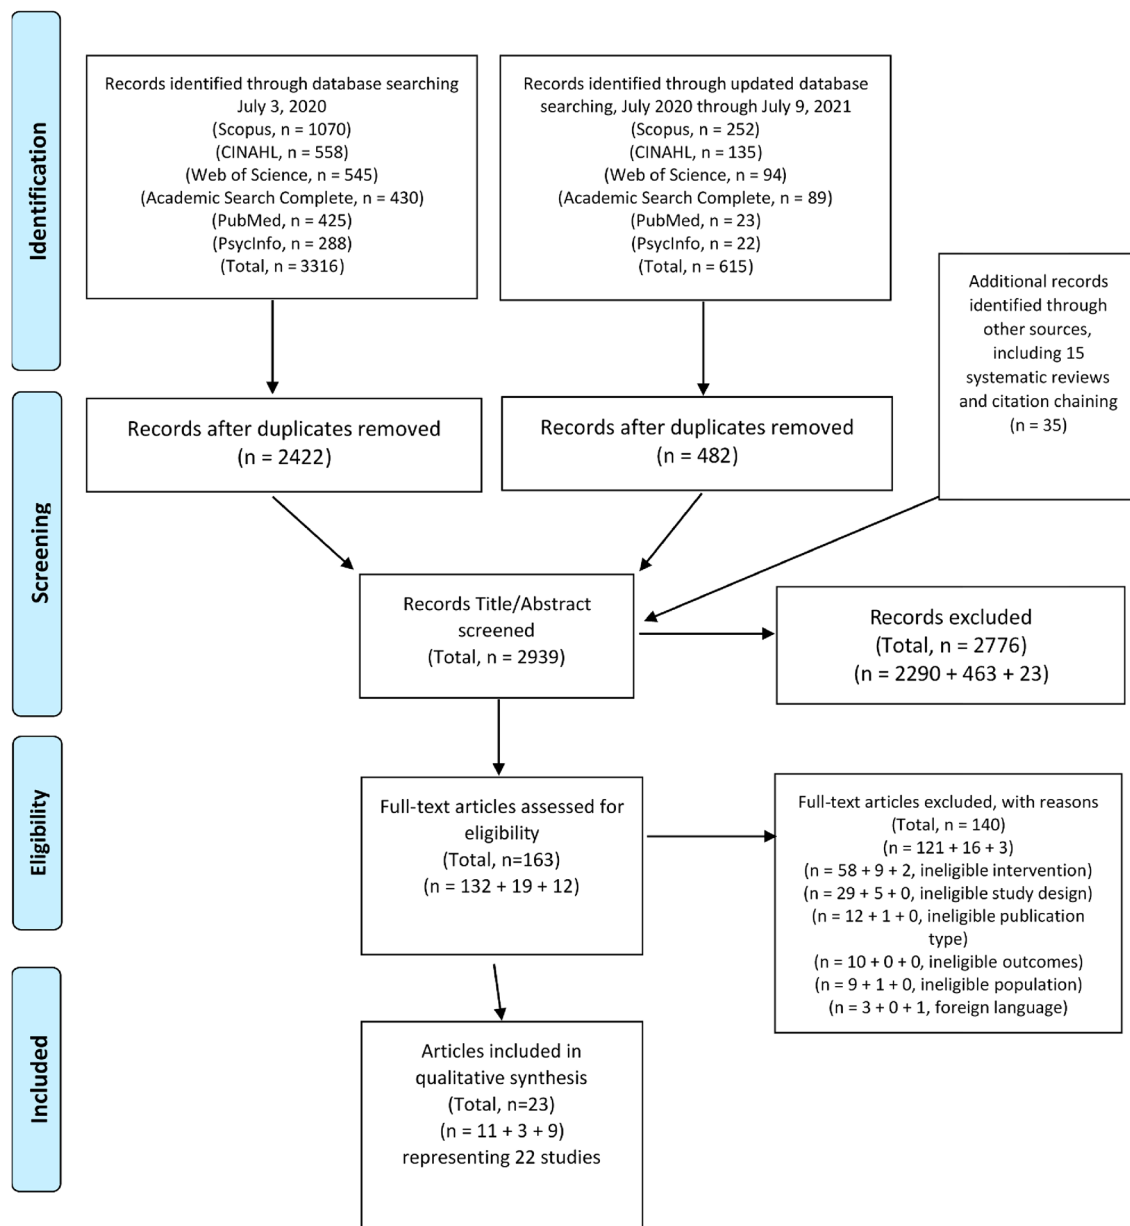 Identification
Records identified through database searching
July 3, 2020
(Scopus, n = 1070)
(CINAHL, n = 558)
(Web of Science, n = 545)
(Academic Search Complete, n = 430)
(PubMed, n = 425)
(PsycInfo, n = 288)
(Total, n = 3316)
Records identified through updated database
searching, July 2020 through July 9, 2021
(Scopus, n = 252)
(CINAHL, n = 135)
(Web of Science, n = 94)
(Academic Search Complete, n = 89)
(PubMed, n = 23)
(PsycInfo, n = 22)
(Total, n = 615)
Additional records
identified through
other sources,
including 15
systematic reviews
and citation chaining
(n = 35)
Screening
Records after duplicates removed
(n = 2422)
Records after duplicates removed
(n = 482)
Records Title/Abstract
screened
(Total, n = 2939)
Records excluded
(Total, n = 2776)
(n = 2290 + 463 + 23)
Eligibility
Full-text articles assessed for
eligibility
(Total, n=163)
(n = 132 + 19 + 12)
Full-text articles excluded, with reasons
(Total, n = 140)
(n = 121 + 16 + 3)
(n = 58 + 9 + 2, ineligible intervention)
(n = 29 + 5 + 0, ineligible study design)
(n = 12 + 1 + 0, ineligible publication
type)
(n = 10 + 0 + 0, ineligible outcomes)
(n = 9 + 1 + 0, ineligible population)
(n = 3 + 0 + 1, foreign language)
Included
Articles included in
qualitative synthesis
(Total, n=23)
(n = 11 + 3 + 9)
representing 22 studies